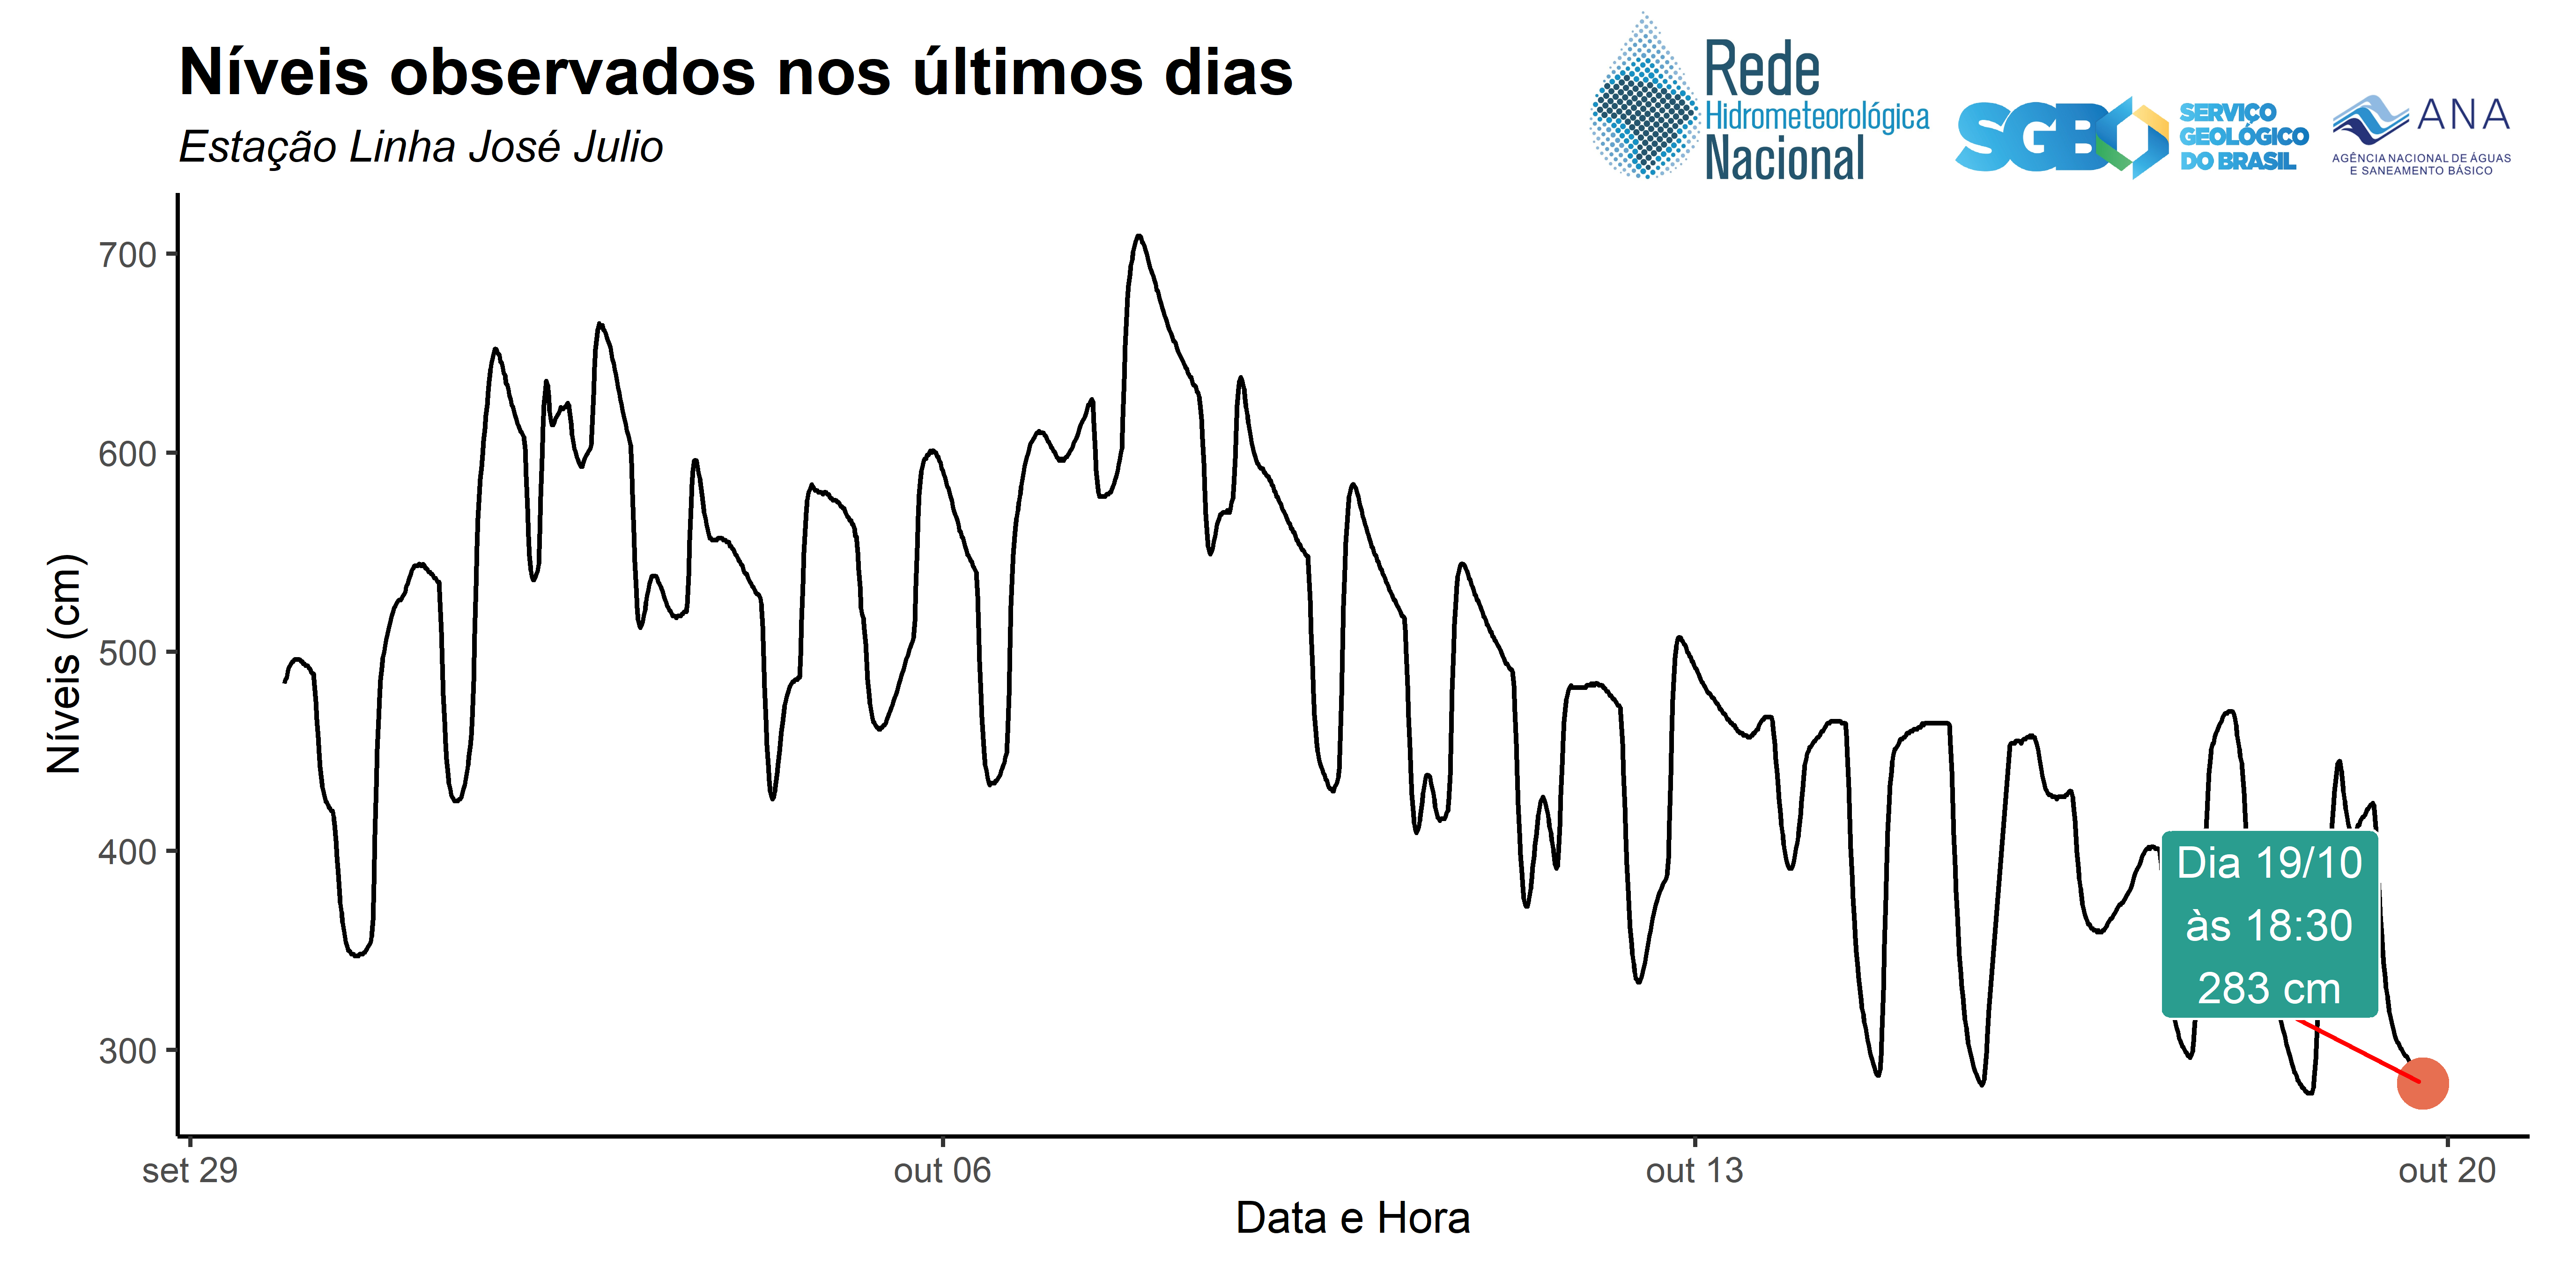 Níveis observados nos últimos dias
Estação Linha José Julio
Rede
Hidrometeorológica
Nacional
SGB
SERVIÇO
GEOLÓGICO
DO BRASIL
ANA
AGÊNCIA NACIONAL DE ÁGUAS
E SANEAMENTO BÁSICO
Níveis (cm)
700
600
500
400
300
Dia 19/10
às 18:30
283 cm
set 29
out 06
out 13
out 20
Data e Hora